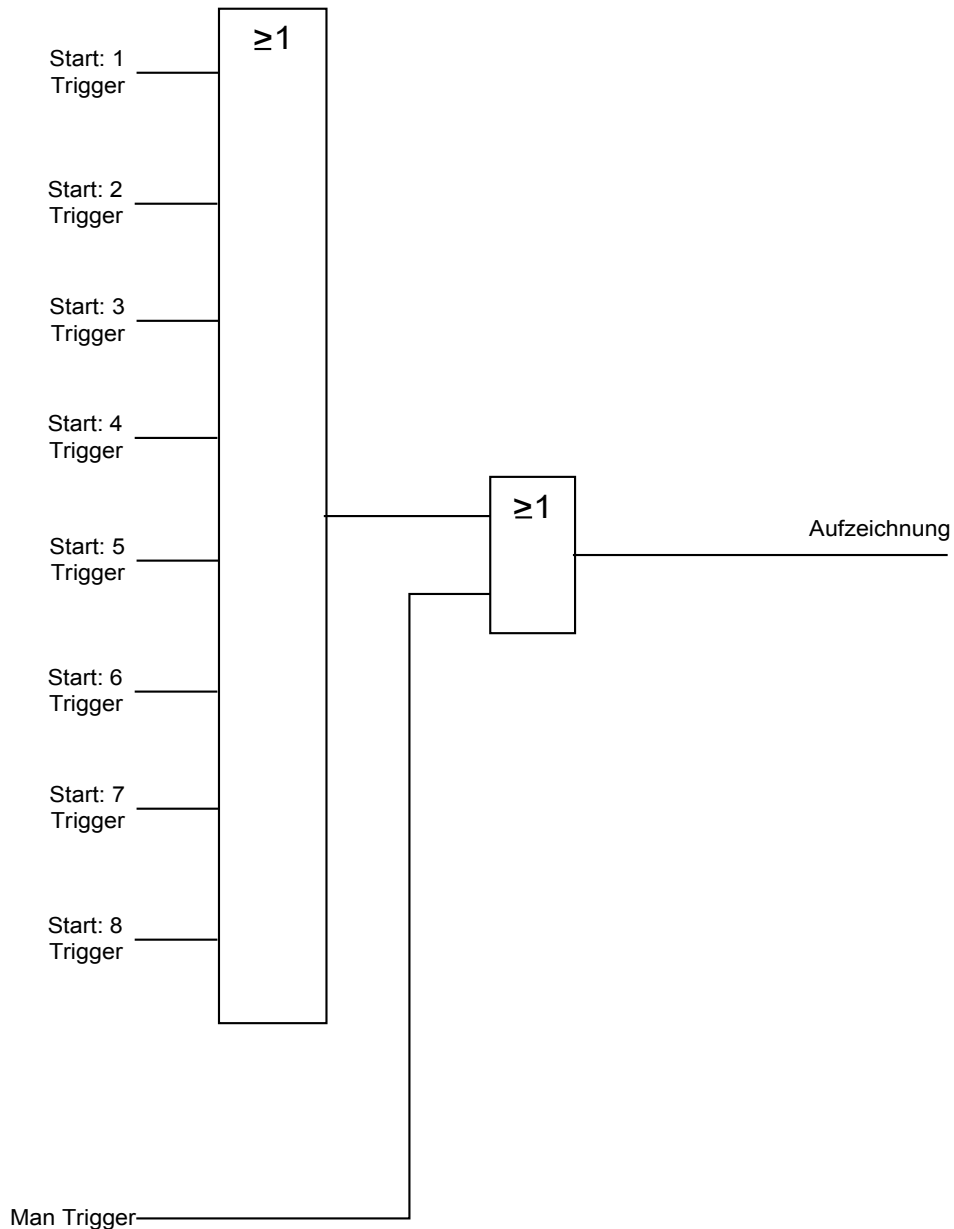 ≥1
Start: 1
Trigger
Start: 2
Trigger
Start: 3
Trigger
Start: 4
Trigger
≥1
Aufzeichnung
Start: 5
Trigger
Start: 6
Trigger
Start: 7
Trigger
Start: 8
Trigger
Man Trigger